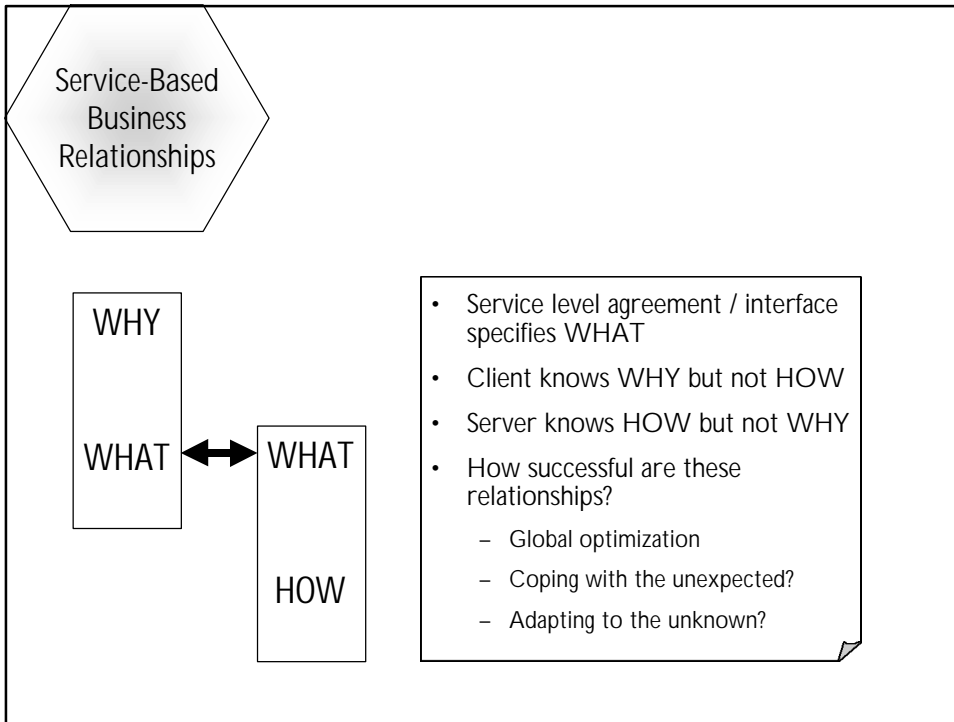 Service-Based
Business
Relationships
WHY
WHAT
WHAT
HOW
• Service level agreement / interface
specifies WHAT
• Client knows WHY but not HOW
• Server knows HOW but not WHY
• How successful are these
relationships?
– Global optimization
– Coping with the unexpected?
– Adapting to the unknown?